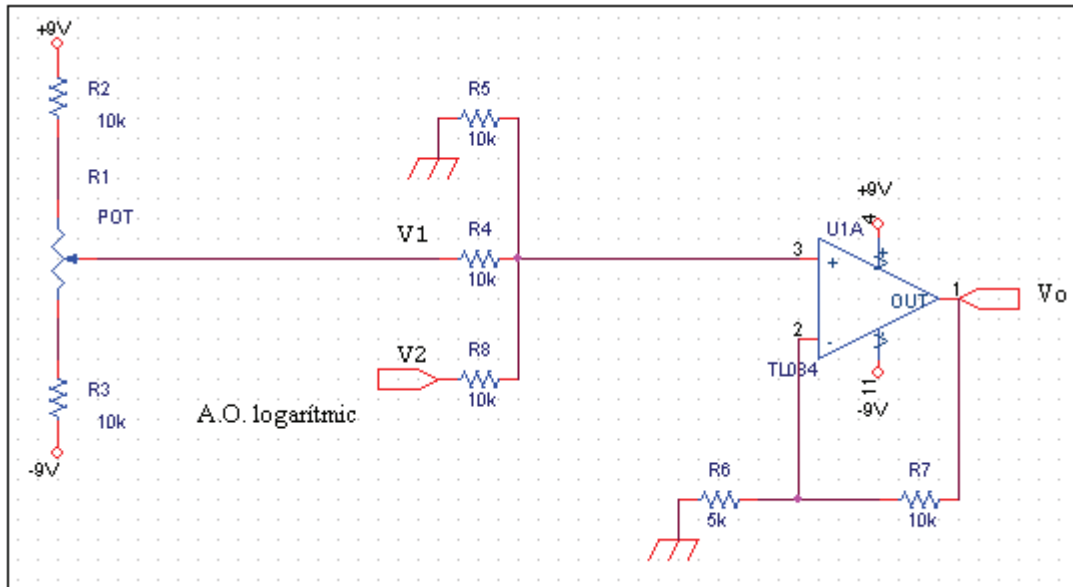 +9V
R2
10k
R1
POT
R3
10k
-9V
A.O. logarítmic
R5
10k
V1
R4
10k
V2
R8
10k
+9V
4
U1A
3
+
2
-
OUT
1
Vo
TL084
11
-9V
R6
5k
R7
10k